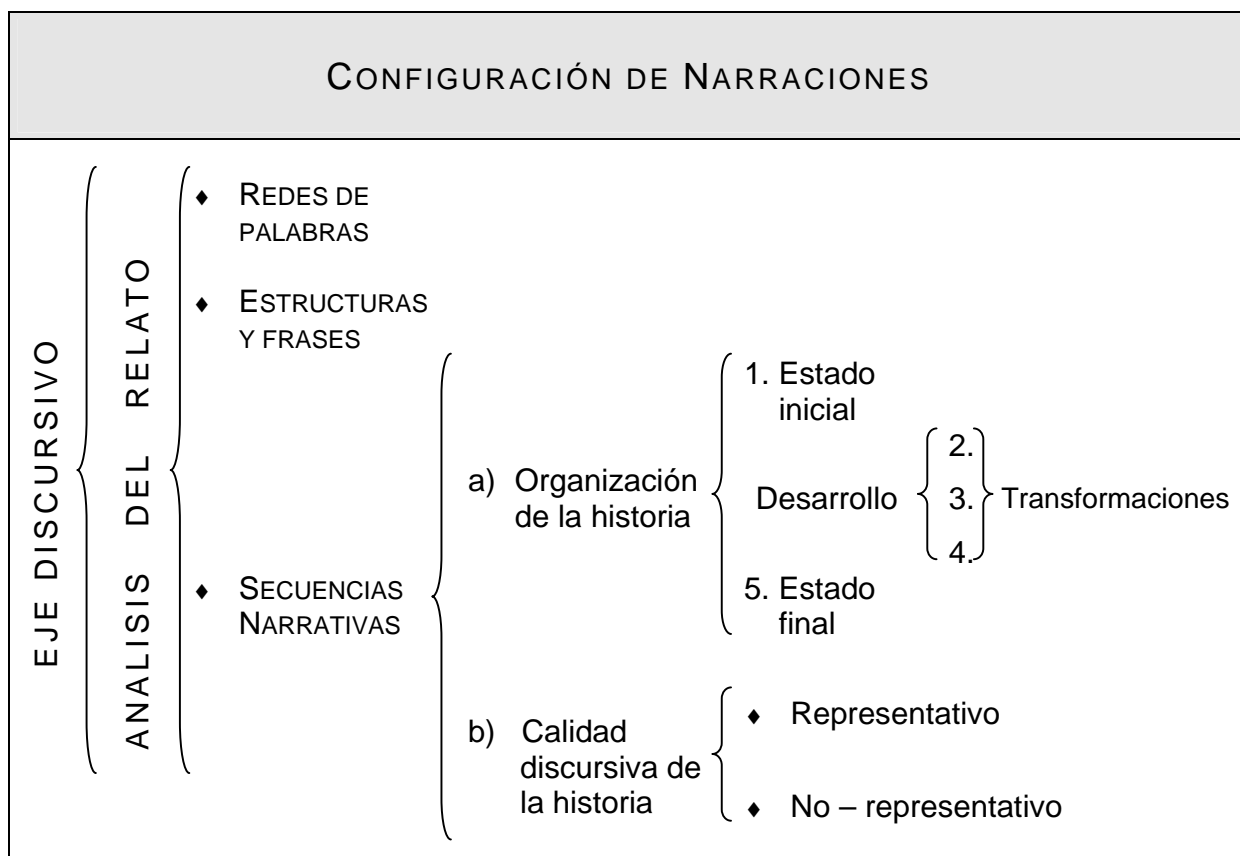 CONFIGURACIÓN DE NARRACIONES
EJE DISCURSIVO
ANALISIS DEL RELATO
♦ REDES DE
PALABRAS
♦ ESTRUCTURAS
Y FRASES
♦ SECUENCIAS
NARRATIVAS
a) Organización
de la historia
1. Estado
inicial
Desarrollo
2.
3.
4.
Transformaciones
5. Estado
final
b) Calidad
discursiva de
la historia
♦ Representativo
♦ No – representativo